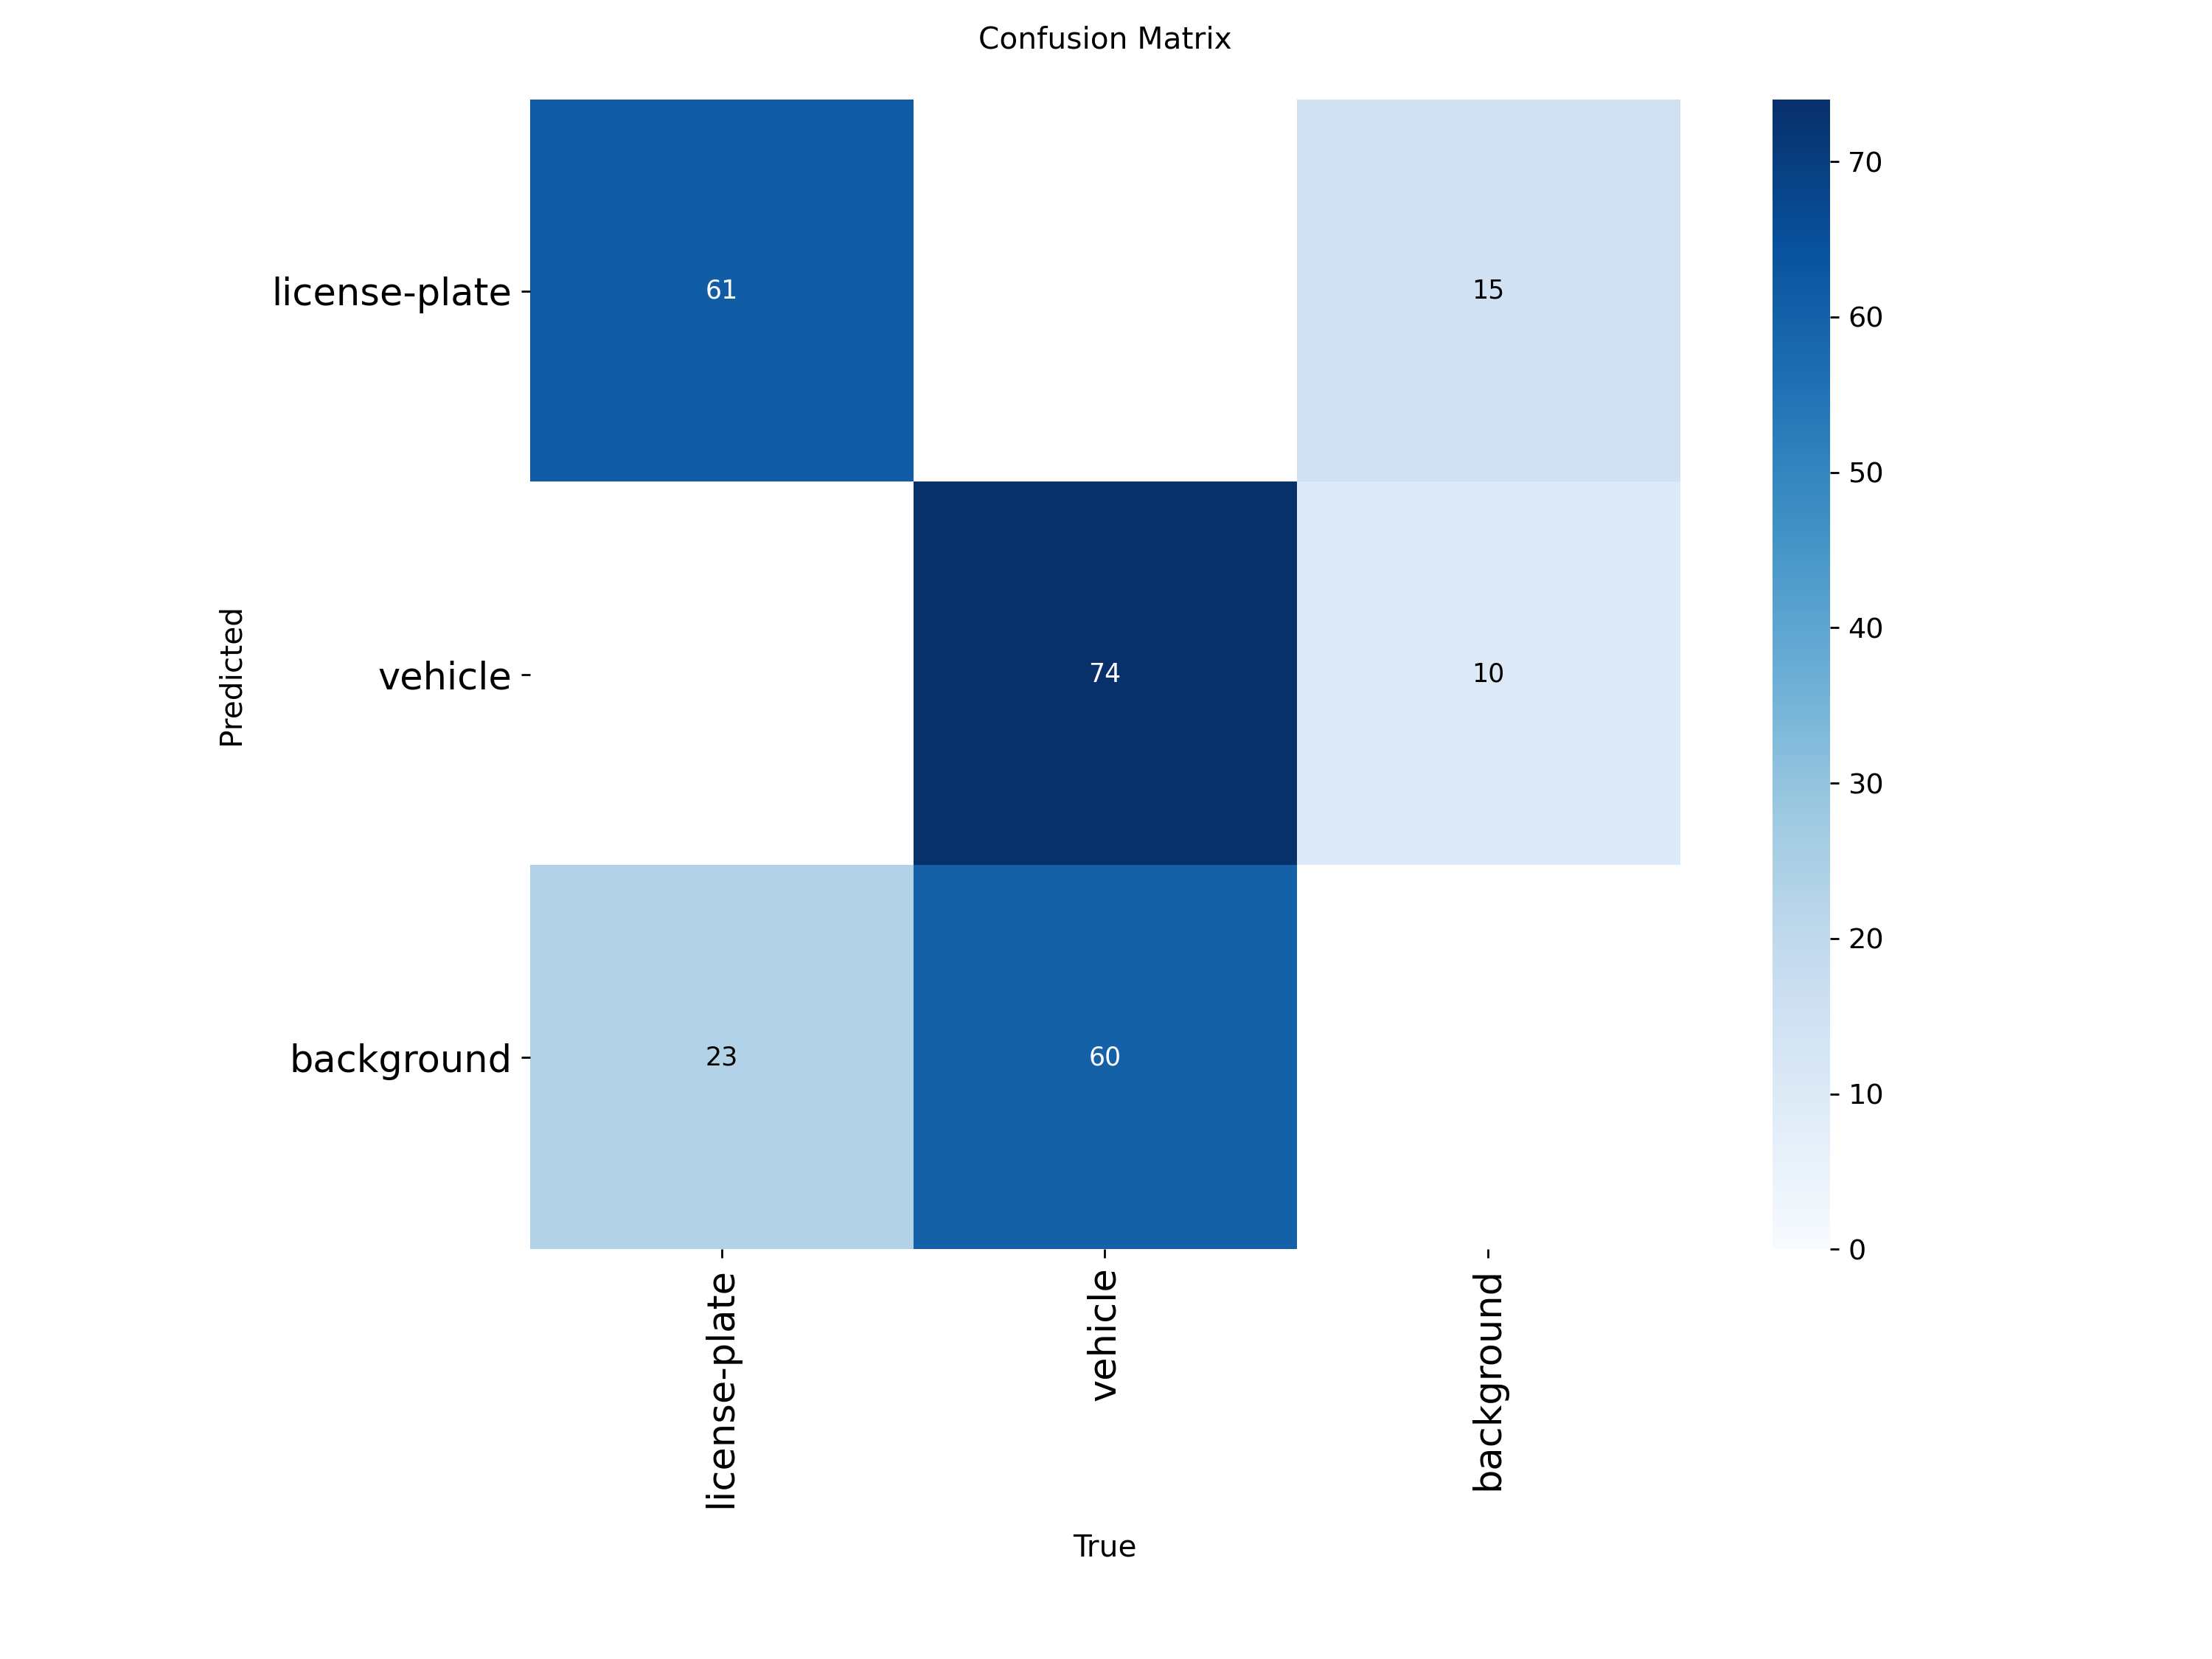 Confusion Matrix
Predicted
license-plate
61
15
vehicle
74
10
background
23
60
license-plate
vehicle
background
True
70
60
50
40
30
20
10
0